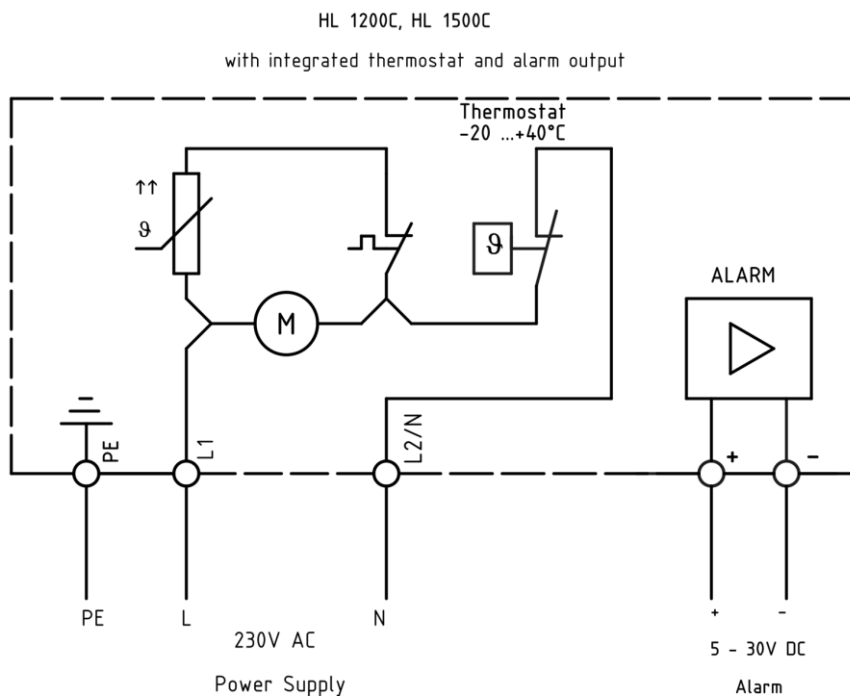 HL 1200C, HL 1500C
with integrated thermostat and alarm output
Thermostat
-20 ...+40°C
↑↑
ϑ
ϑ
M
ALARM
PE
L1
L2/N
+
-
PE
L
N
+
-
230V AC
5 - 30V DC
Power Supply
Alarm